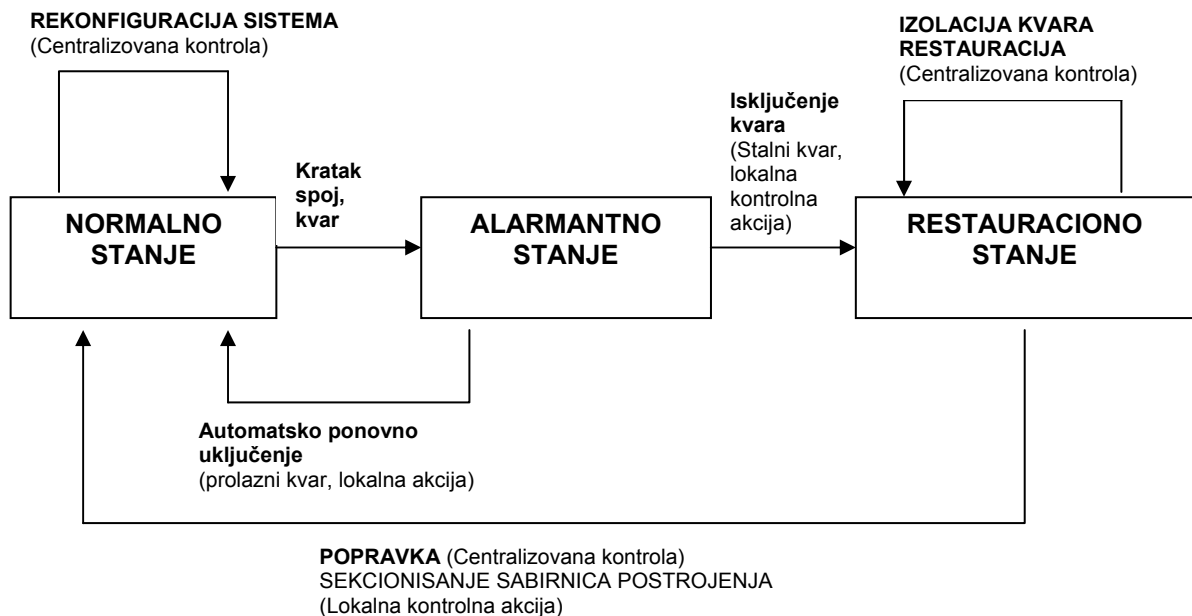 REKONFIGURACIJA SISTEMA
(Centralizovana kontrola)
IZOLACIJA KVARA
RESTAURACIJA
(Centralizovana kontrola)
Isključenje
kvara
(Stalni kvar,
lokalna
kontrolna
akcija)
Kratak
spoj,
kvar
NORMALNO
STANJE
ALARMANTNO
STANJE
RESTAURACIONO
STANJE
Automatsko ponovno
uključenje
(prolazni kvar, lokalna akcija)
POPRAVKA (Centralizovana kontrola)
SEKCIONISANJE SABIRNICA POSTROJENJA
(Lokalna kontrolna akcija)